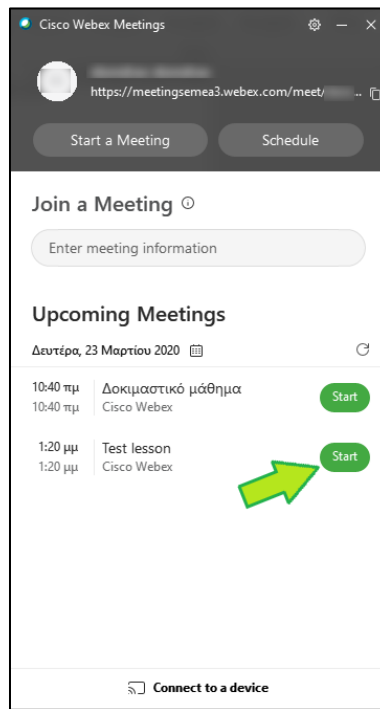 Cisco Webex Meetings
https://meetingsemea3.webex.com/meet/ ..
Start a Meeting
Schedule
Join a Meeting
Enter meeting information
Upcoming Meetings
Δευτέρα, 23 Μαρτίου 2020
10:40 πμ Δοκιμαστικό μάθημα Start
10:40 πμ Cisco Webex
1:20 μμ Test lesson Start
1:20 μμ Cisco Webex
Connect to a device